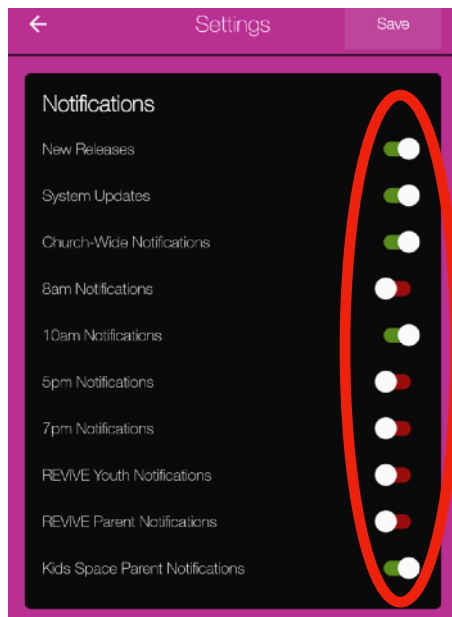 Settings
Save
Notifications
New Releases
System Updates
Church-Wide Notifications
8am Notifications
10am Notifications
5pm Notifications
7pm Notifications
REVIVE Youth Notifications
REVIVE Parent Notifications
Kids Space Parent Notifications